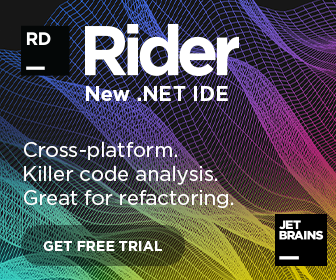 RD
Rider
New .NET IDE
Cross-platform.
Killer code analysis.
Great for refactoring.
GET FREE TRIAL
JET
BRAINS